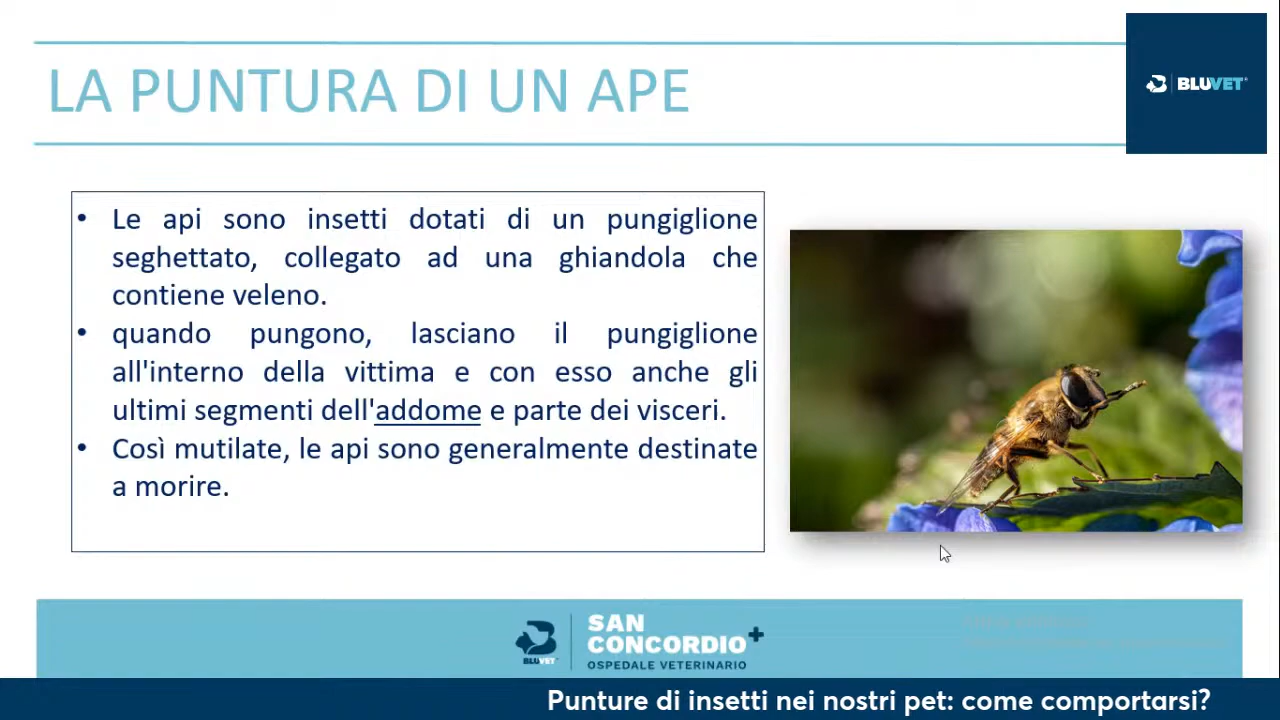 LA PUNTURA DI UN APE
BLUVET
• Le api sono insetti dotati di un pungiglione
seghettato, collegato ad una ghiandola che
contiene veleno.
• quando pungono, lasciano il pungiglione
all'interno della vittima e con esso anche gli
ultimi segmenti dell'addome e parte dei visceri.
• Così mutilate, le api sono generalmente destinate
a morire.
BLUVET
SAN
CONCORDIO
OSPEDALE VETERINARIO
Punture di insetti nei nostri pet: come comportarsi?